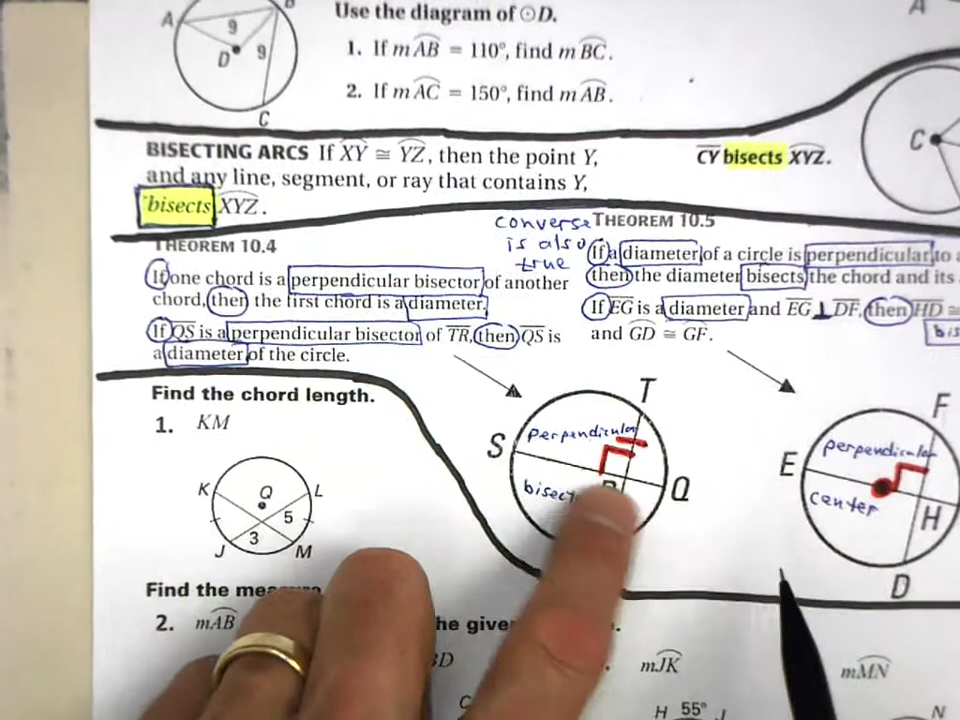 A
9
D
9
C
Use the diagram of ⊙D.
1. If mAB = 110°, find mBC.
2. If mAC = 150°, find mAB.
A
BISECTING ARCS If XY ≅ YZ, then the point Y,
and any line, segment, or ray that contains Y,
bisects XYZ.
CY bisects XYZ.
C
THEOREM 10.4
If one chord is a perpendicular bisector of another
chord, then the first chord is a diameter.
If QS is a perpendicular bisector of TR, then QS is
a diameter of the circle.
converse
is also
true
THEOREM 10.5
If a diameter of a circle is perpendicular to a
then the diameter bisects the chord and its
If EG is a diameter and EG ⊥ DF, then HD ≅
and GD ≅ GF.
bis
Find the chord length.
1. KM
K
Q
L
5
3
J
M
T
S
perpendicular
Q
F
E
perpendicular
center
H
D
Find the
2. mAB
he give
BD
mJK
mMN
H 55° J
N